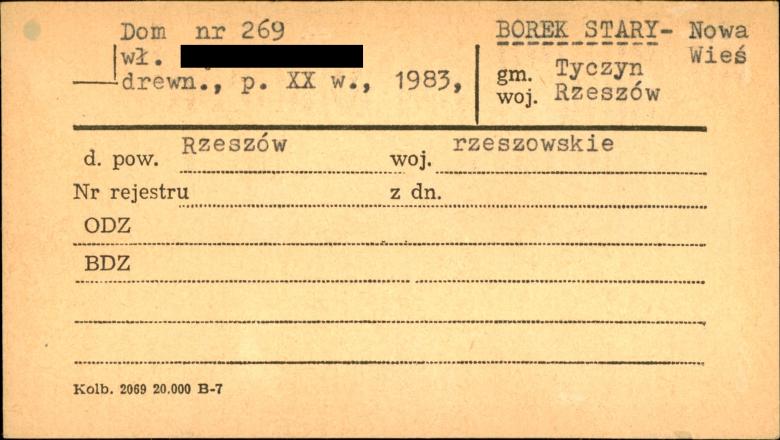 Dom nr 269
wł.
drewn., p. XX w., 1983,
BOREK STARY- Nowa
Wieś
gm. Tyczyn
woj. Rzeszów
d. pow. Rzeszów woj. rzeszowskie
Nr rejestru z dn.
ODZ
BDZ
Kolb. 2069 20.000 B-7